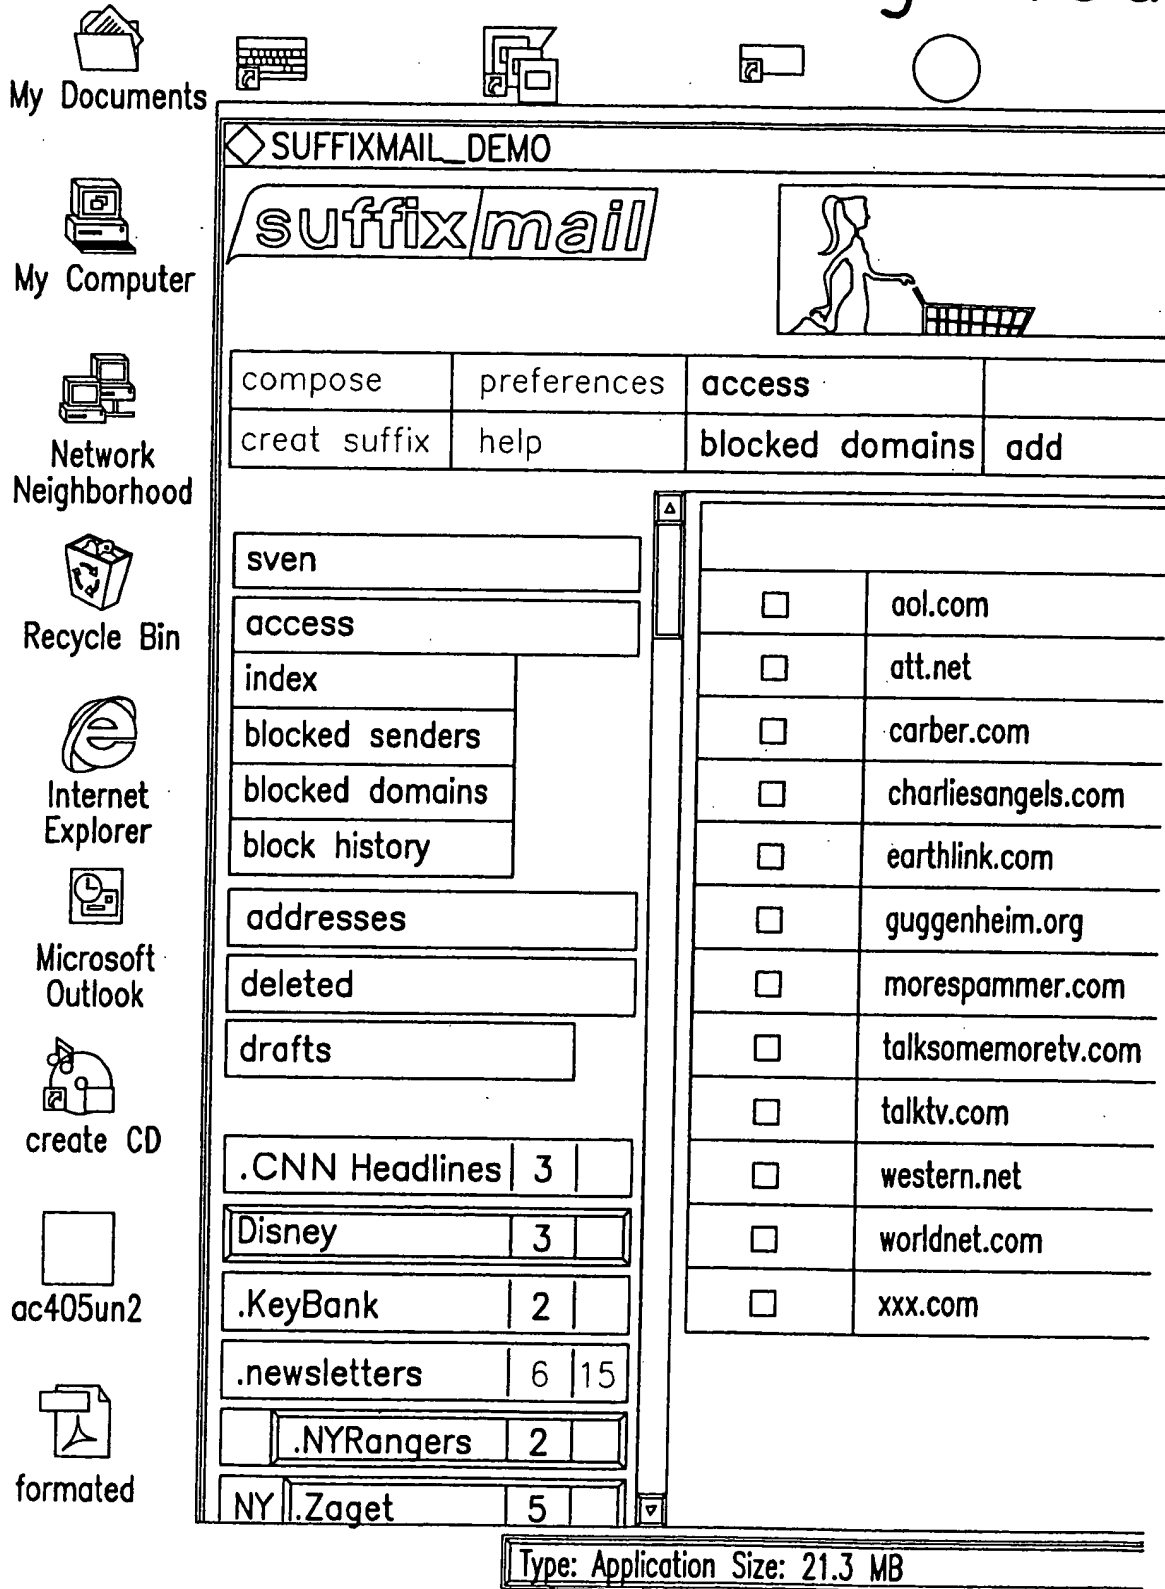 My Documents
SUFFIXMAIL_DEMO
suffix mail
My Computer
compose preferences access
creat suffix help blocked domains add
Network
Neighborhood
Recycle Bin
Internet
Explorer
Microsoft
Outlook
create CD
ac405un2
formated
sven
access
index
blocked senders
blocked domains
block history
addresses
deleted
drafts
.CNN Headlines 3
Disney 3
.KeyBank 2
.newsletters 6 15
.NYRangers 2
NY .Zaget 5
aol.com
att.net
carber.com
charliesangels.com
earthlink.com
guggenheim.org
morespammer.com
talksomemoretv.com
talktv.com
western.net
worldnet.com
xxx.com
Type: Application Size: 21.3 MB